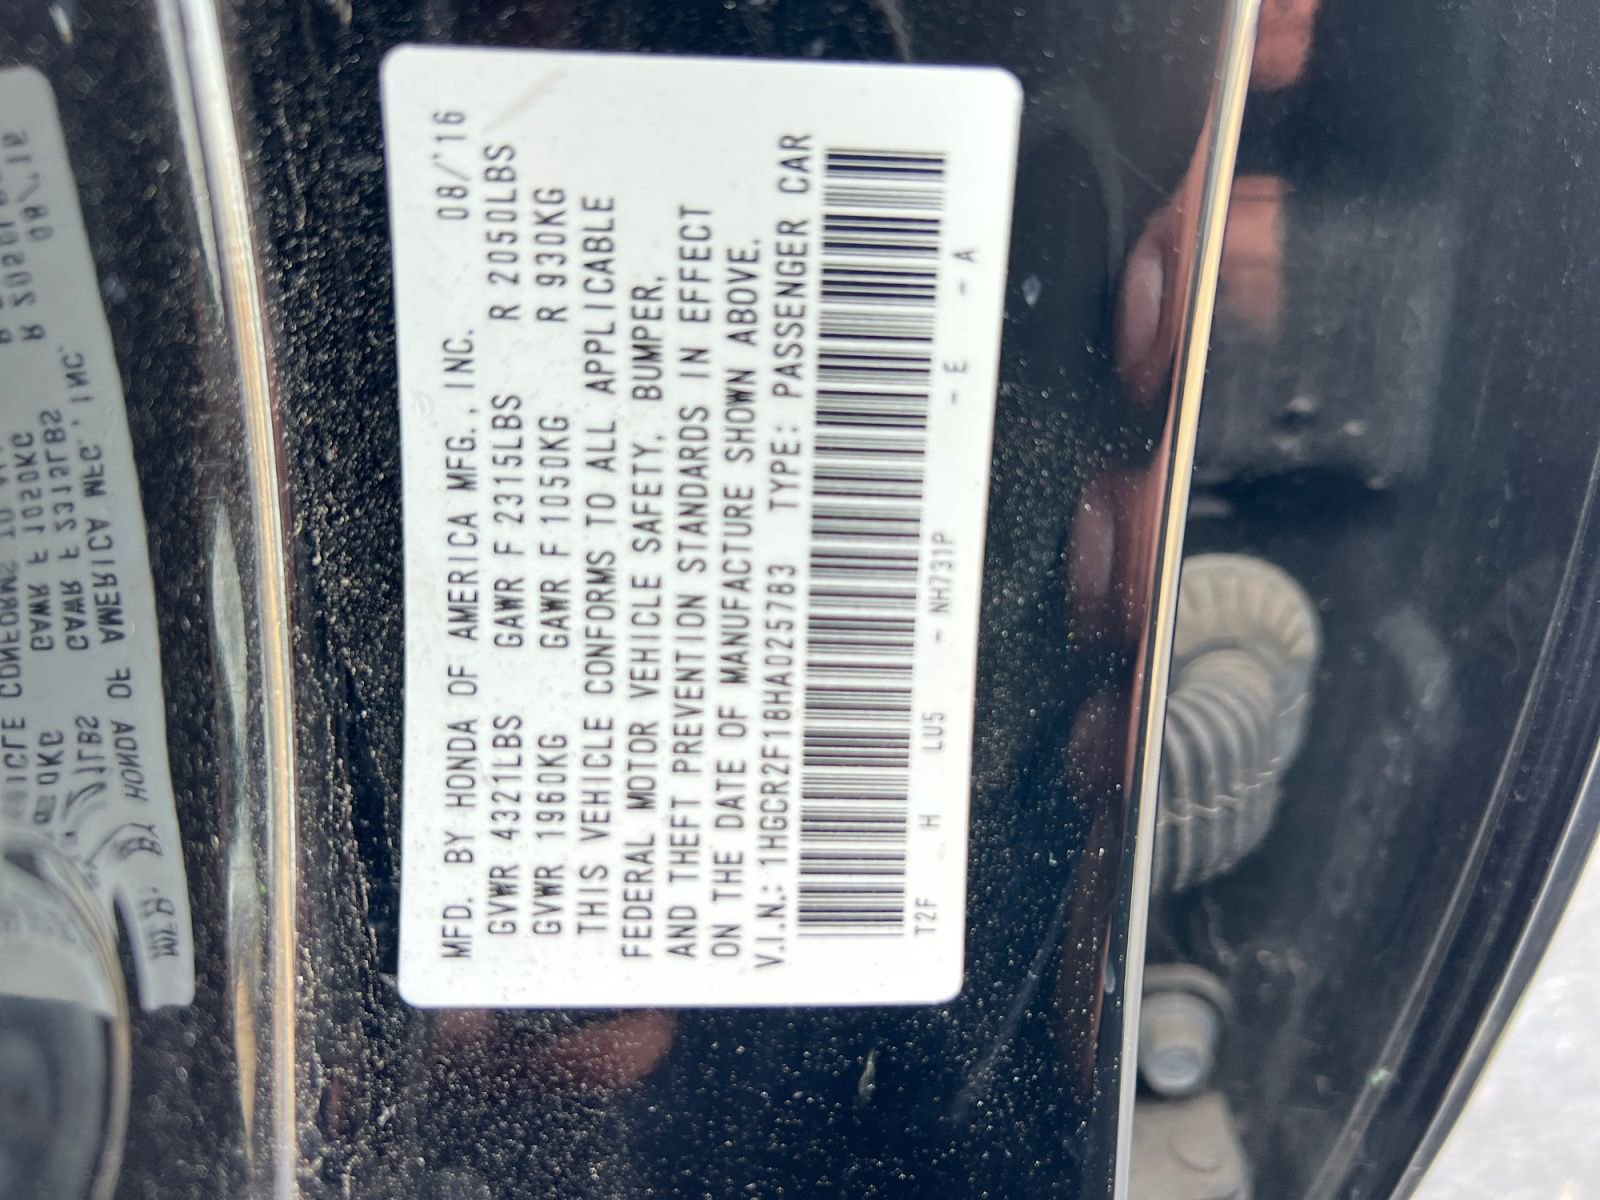 MFD. BY HONDA OF AMERICA MFG., INC. 08/'16
GVWR 4321LBS GAWR F 2315LBS R 2050LBS
GVWR 1960KG GAWR F 1050KG R 930KG
THIS VEHICLE CONFORMS TO ALL APPLICABLE
FEDERAL MOTOR VEHICLE SAFETY, BUMPER,
AND THEFT PREVENTION STANDARDS IN EFFECT
ON THE DATE OF MANUFACTURE SHOWN ABOVE.
V.I.N.: 1HGCR2F18HA025783 TYPE: PASSENGER CAR
T2F H LU5 - NH731P - E - A